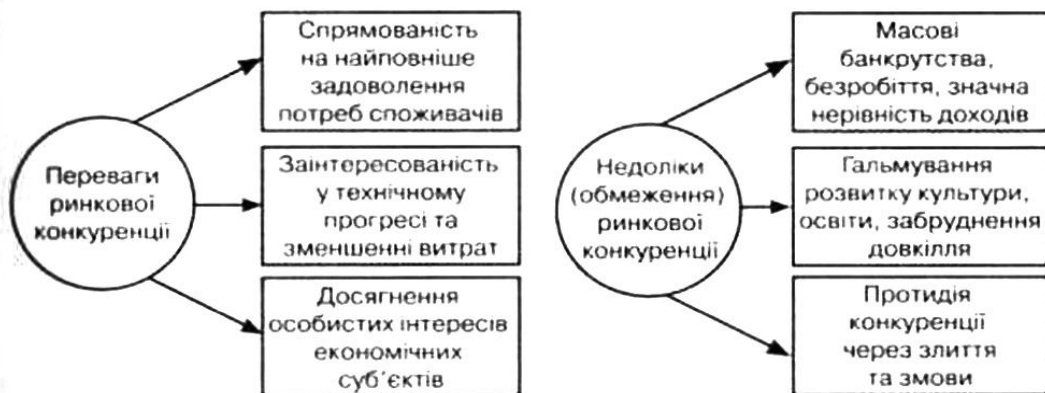 Переваги
ринкової
конкуренції
Спрямованість
на найповніше
задоволення
потреб споживачів
Заінтересованість
у технічному
прогресі та
зменшенні витрат
Досягнення
особистих інтересів
економічних
суб´єктів
Недоліки
(обмеження)
ринкової
конкуренції
Масові
банкрутства,
безробіття, значна
нерівність доходів
Гальмування
розвитку культури,
освіти, забруднення
довкілля
Протидія
конкуренції
через злиття
та змови